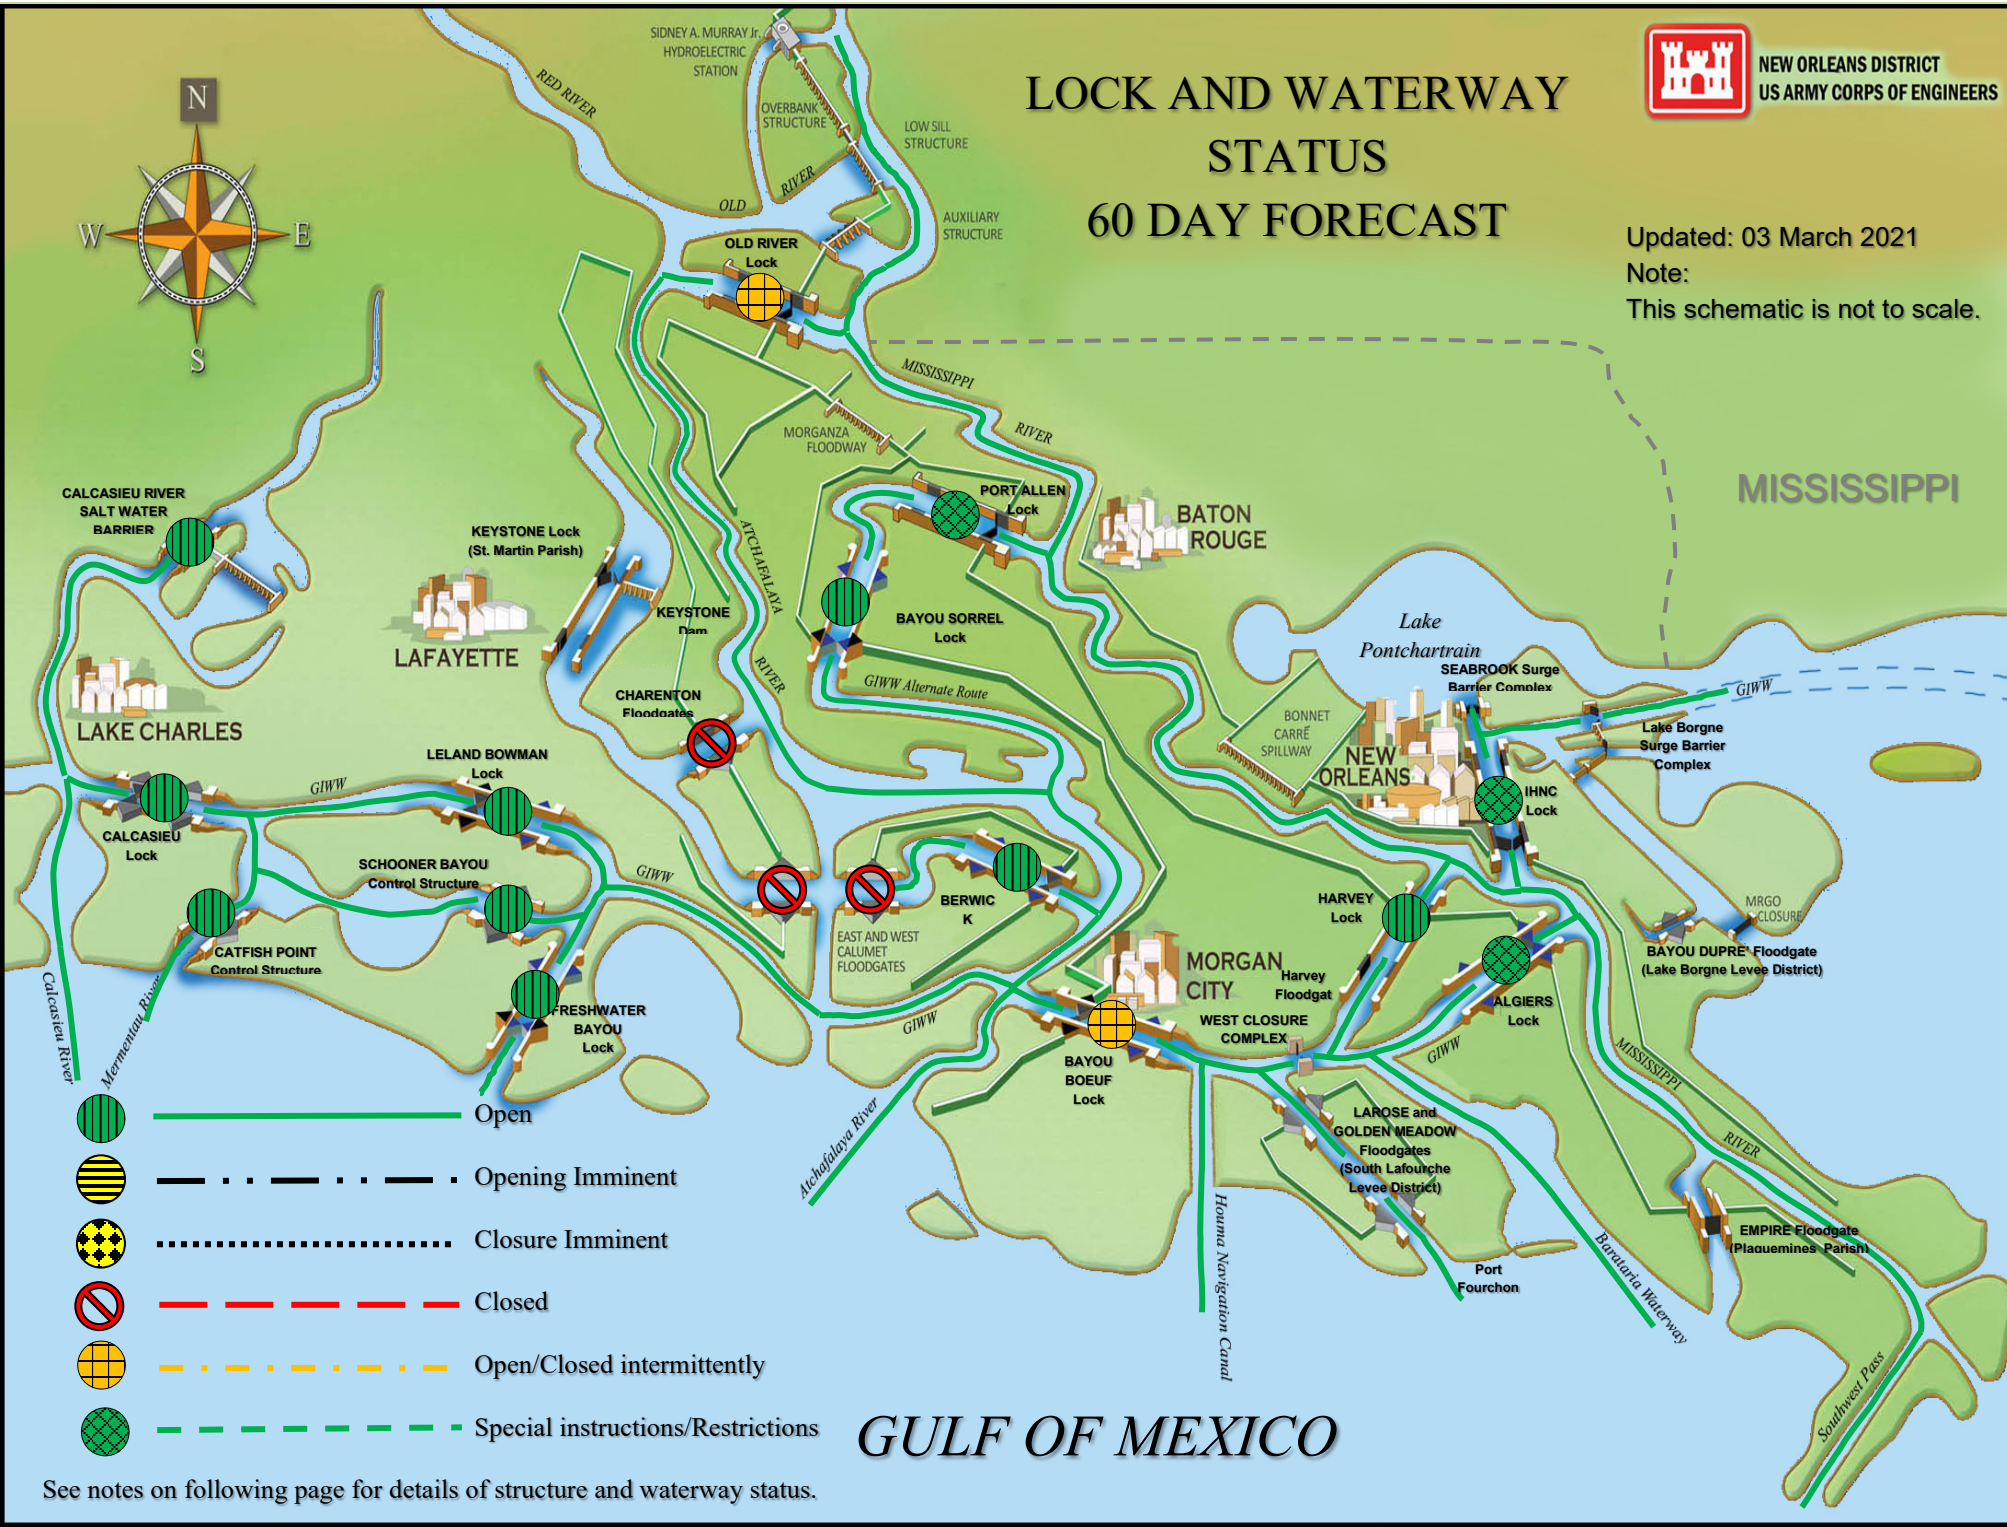 SIDNEY A. MURRAY Jr.
HYDROELECTRIC
STATION
RED RIVER
OVERBANK
STRUCTURE
LOW SILL
STRUCTURE
OLD
RIVER
AUXILIARY
STRUCTURE
LOCK AND WATERWAY
STATUS
60 DAY FORECAST
NEW ORLEANS DISTRICT
US ARMY CORPS OF ENGINEERS
Updated: 03 March 2021
Note:
This schematic is not to scale.
N
W
E
S
OLD RIVER
Lock
MISSISSIPPI
RIVER
MORGANZA
FLOODWAY
MISSISSIPPI
CALCASIEU RIVER
SALT WATER
BARRIER
KEYSTONE Lock
(St. Martin Parish)
KEYSTONE
Dam
ATCHAFALAYA
RIVER
PORT ALLEN
Lock
BATON
ROUGE
BAYOU SORREL
Lock
LAFAYETTE
LAKE CHARLES
CHARENTON
Floodgates
GIWW Alternate Route
Lake
Pontchartrain
SEABROOK Surge
Barrier Complex
GIWW
BONNET
CARRÉ
SPILLWAY
NEW
ORLEANS
Lake Borgne
Surge Barrier
Complex
IHNC
Lock
LELAND BOWMAN
Lock
GIWW
CALCASIEU
Lock
SCHOONER BAYOU
Control Structure
GIWW
BERWIC
K
HARVEY
Lock
MRGO
CLOSURE
CATFISH POINT
Control Structure
EAST AND WEST
CALUMET
FLOODGATES
MORGAN
CITY
Harvey
Floodgat
BAYOU DUPRE' Floodgate
(Lake Borgne Levee District)
ALGIERS
Lock
FRESHWATER
BAYOU
Lock
GIWW
WEST CLOSURE
COMPLEX
GIWW
MISSISSIPPI
RIVER
Calcasieu River
Mermentau River
BAYOU
BOEUF
Lock
Atchafalaya River
LAROSE and
GOLDEN MEADOW
Floodgates
(South Lafourche
Levee District)
Houma Navigation Canal
Port
Fourchon
Barataria Waterway
EMPIRE Floodgate
(Plaquemines Parish)
Southwest Pass
Open
Opening Imminent
Closure Imminent
Closed
Open/Closed intermittently
Special instructions/Restrictions
GULF OF MEXICO
See notes on following page for details of structure and waterway status.